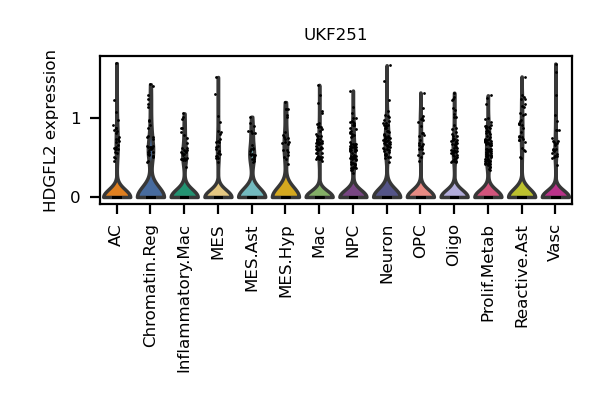 UKF251
HDGFL2 expression
1
0
AC
Chromatin.Reg
Inflammatory.Mac
MES
MES.Ast
MES.Hyp
Mac
NPC
Neuron
OPC
Oligo
Prolif.Metab
Reactive.Ast
Vasc